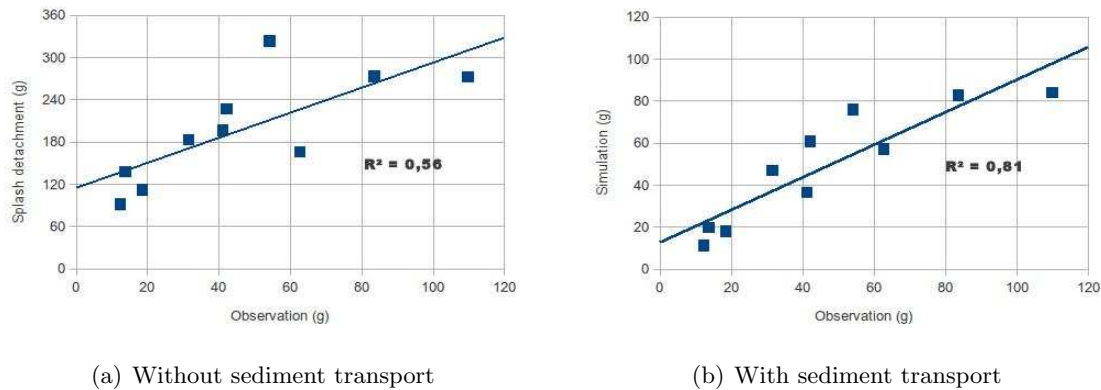 360
300
240
180
120
60
0
Splash detachment (g)
R² = 0,56
0 20 40 60 80 100 120
Observation (g)
(a) Without sediment transport
120
100
80
60
40
20
0
Simulation (g)
R² = 0,81
0 20 40 60 80 100 120
Observation (g)
(b) With sediment transport